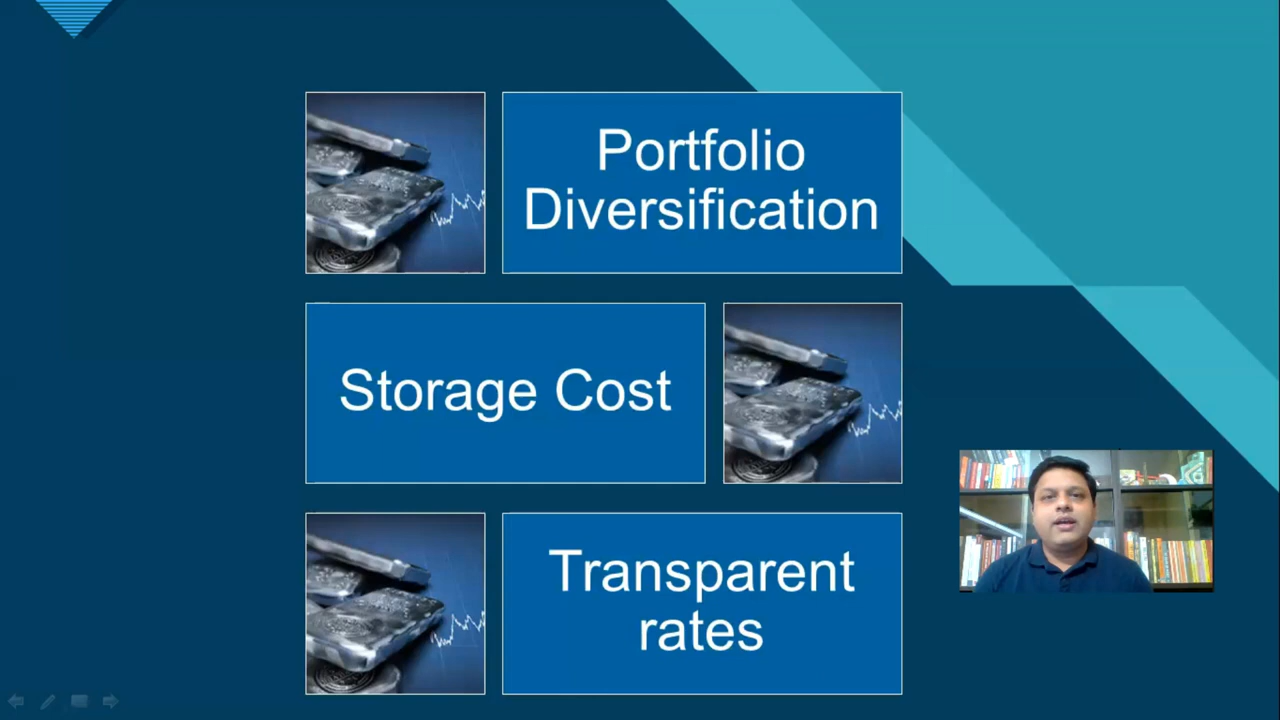 Portfolio
Diversification
Storage Cost
Transparent
rates